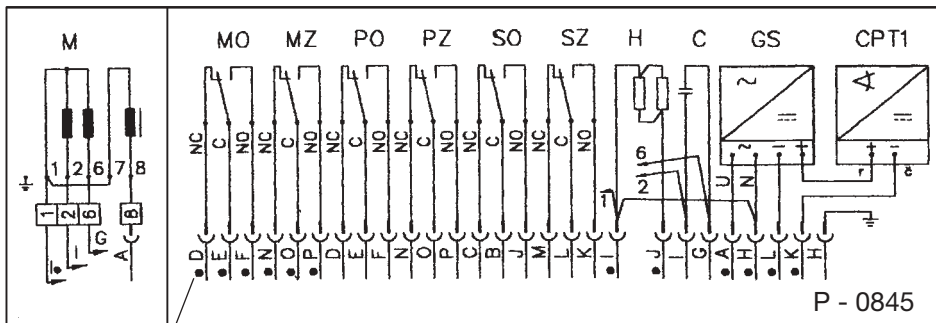 M MO MZ PO PZ SO SZ H C GS CPT1
~
NC C NO NC C NO NC C NO NC C NO NC C NO NC C NO
1 2 6 7 8
6
2
1
U N ~ − +
+ −
r
1 2 6 8
G
I
I
A
D E F N O P D E F N O P C B J M L K I J I G A H L K H
P - 0845